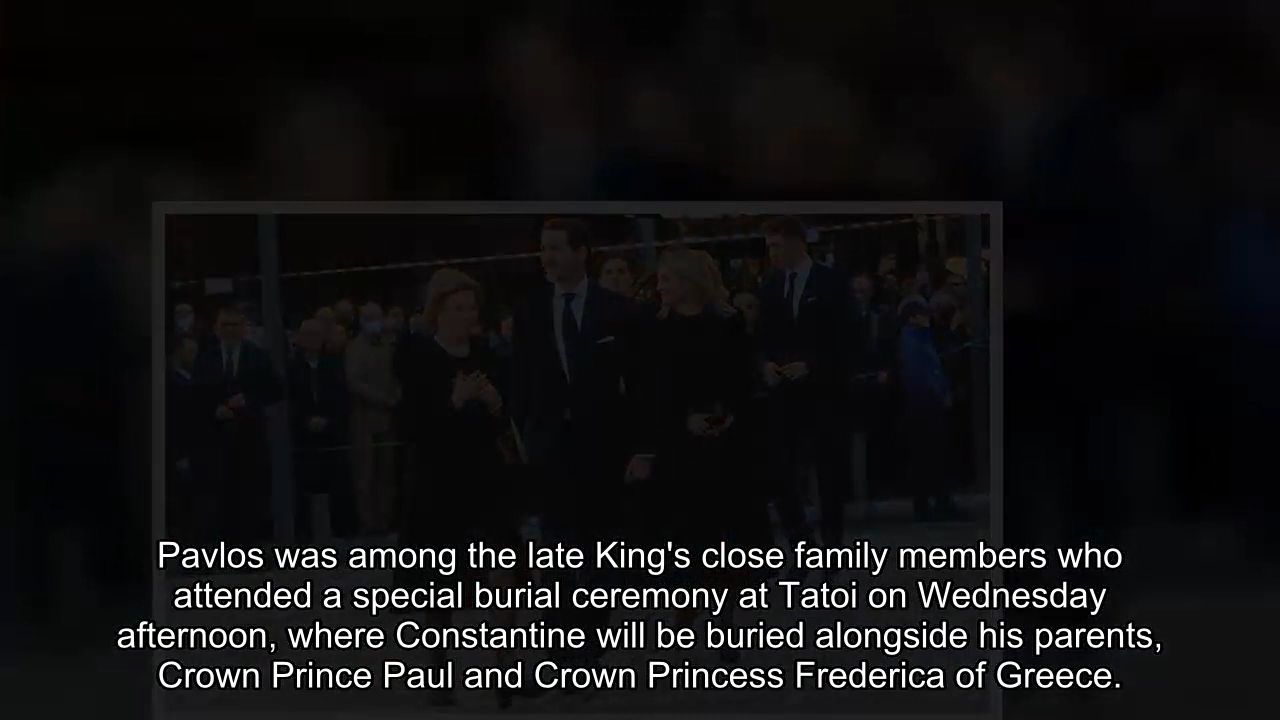 Pavlos was among the late King's close family members who
attended a special burial ceremony at Tatoi on Wednesday
afternoon, where Constantine will be buried alongside his parents,
Crown Prince Paul and Crown Princess Frederica of Greece.